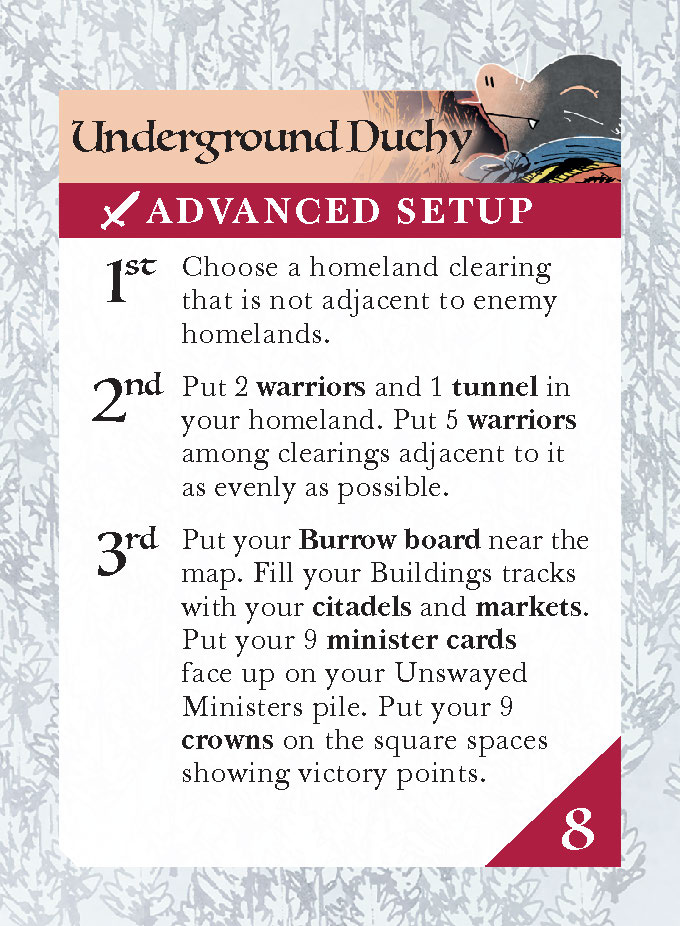 Underground Duchy
ADVANCED SETUP
1st Choose a homeland clearing
that is not adjacent to enemy
homelands.
2nd Put 2 warriors and 1 tunnel in
your homeland. Put 5 warriors
among clearings adjacent to it
as evenly as possible.
3rd Put your Burrow board near the
map. Fill your Buildings tracks
with your citadels and markets.
Put your 9 minister cards
face up on your Unswayed
Ministers pile. Put your 9
crowns on the square spaces
showing victory points.
8